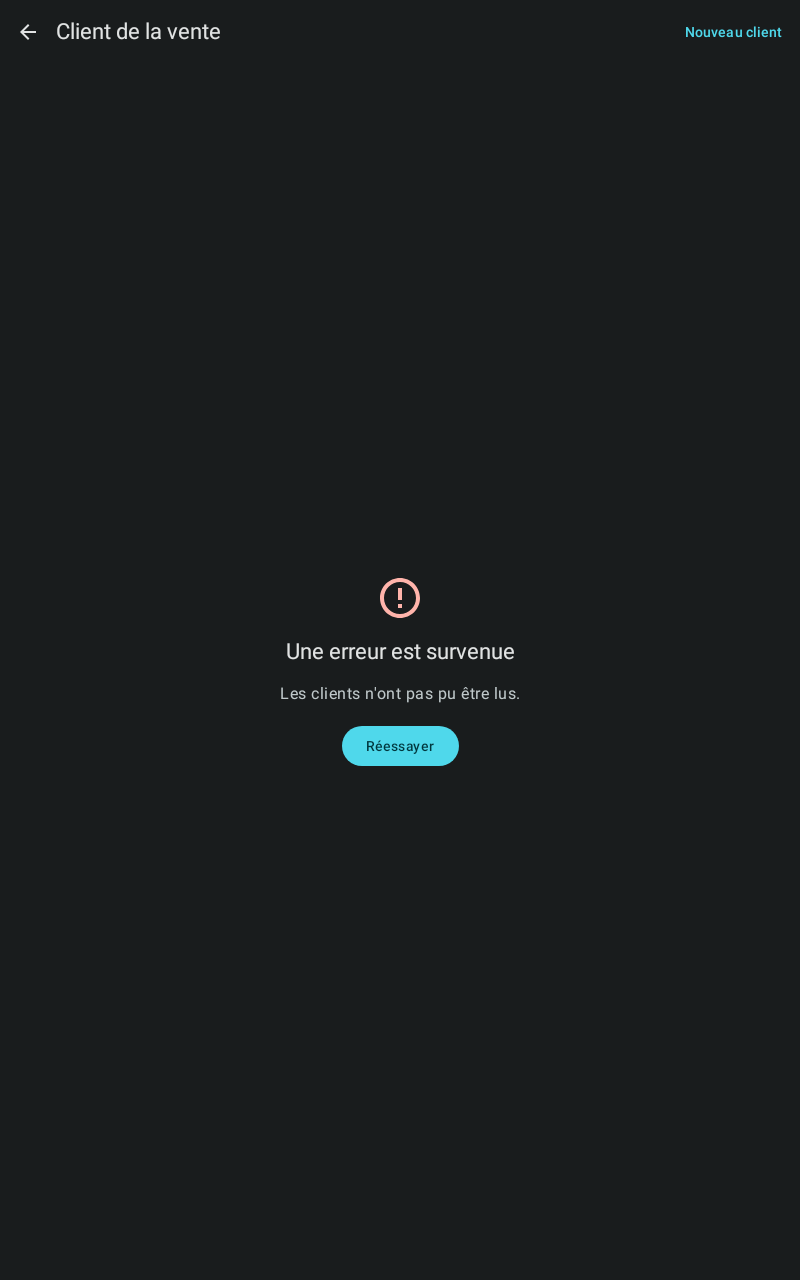 Client de la vente
Nouveau client
Une erreur est survenue
Les clients n'ont pas pu être lus.
Réessayer